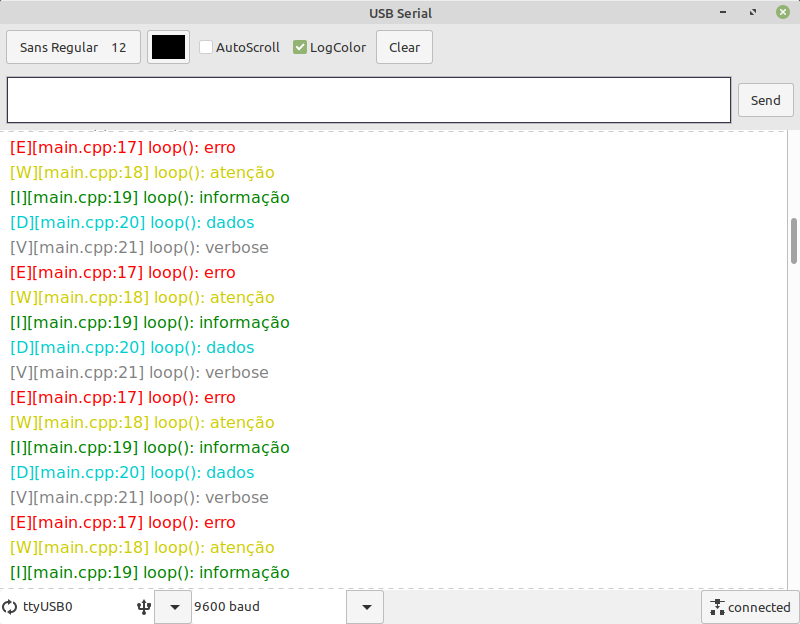 USB Serial
Sans Regular 12
AutoScroll
LogColor
Clear
Send
[E][main.cpp:17] loop(): erro
[W][main.cpp:18] loop(): atenção
[I][main.cpp:19] loop(): informação
[D][main.cpp:20] loop(): dados
[V][main.cpp:21] loop(): verbose
[E][main.cpp:17] loop(): erro
[W][main.cpp:18] loop(): atenção
[I][main.cpp:19] loop(): informação
[D][main.cpp:20] loop(): dados
[V][main.cpp:21] loop(): verbose
[E][main.cpp:17] loop(): erro
[W][main.cpp:18] loop(): atenção
[I][main.cpp:19] loop(): informação
[D][main.cpp:20] loop(): dados
[V][main.cpp:21] loop(): verbose
[E][main.cpp:17] loop(): erro
[W][main.cpp:18] loop(): atenção
[I][main.cpp:19] loop(): informação
ttyUSB0
9600 baud
connected